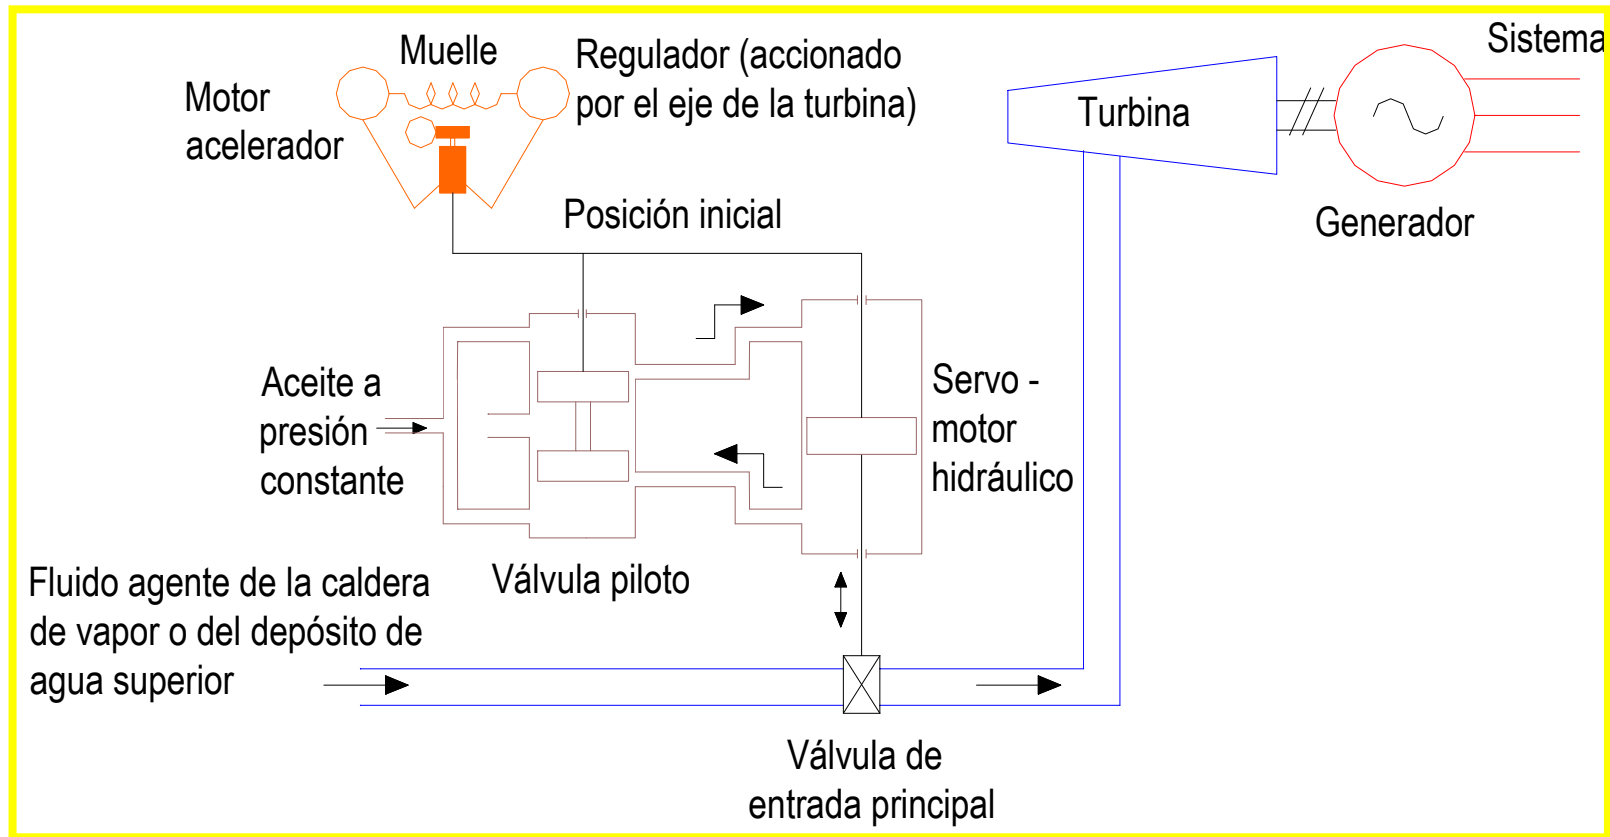 Muelle
Regulador (accionado
por el eje de la turbina)
Motor
acelerador
Turbina
Sistema
Generador
Posición inicial
Aceite a
presión
constante
Servo -
motor
hidráulico
Válvula piloto
Fluido agente de la caldera
de vapor o del depósito de
agua superior
Válvula de
entrada principal